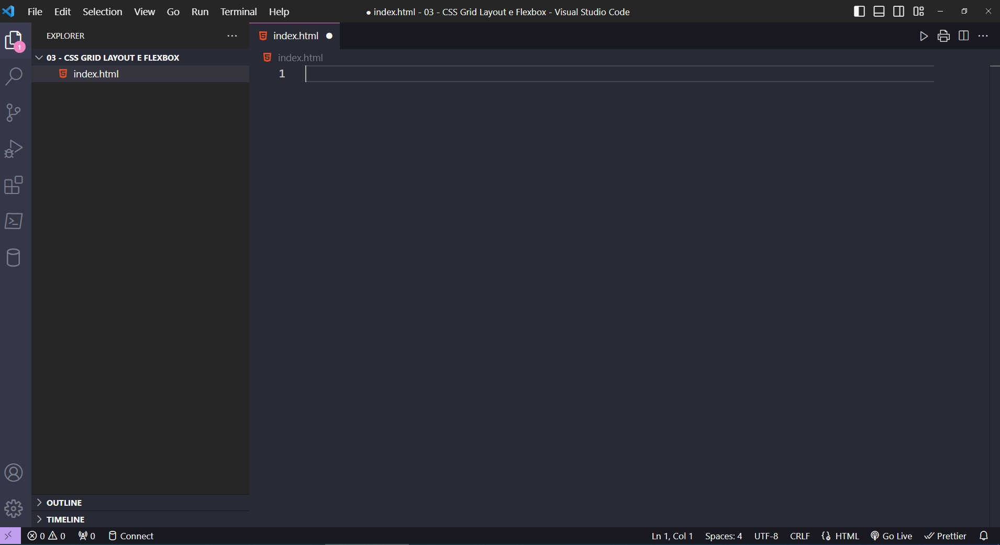 File Edit Selection View Go Run Terminal Help
● index.html - 03 - CSS Grid Layout e Flexbox - Visual Studio Code
EXPLORER
index.html
1
03 - CSS GRID LAYOUT E FLEXBOX
index.html
index.html
1
OUTLINE
TIMELINE
0 0 0 Connect
Ln 1, Col 1 Spaces: 4 UTF-8 CRLF HTML Go Live Prettier